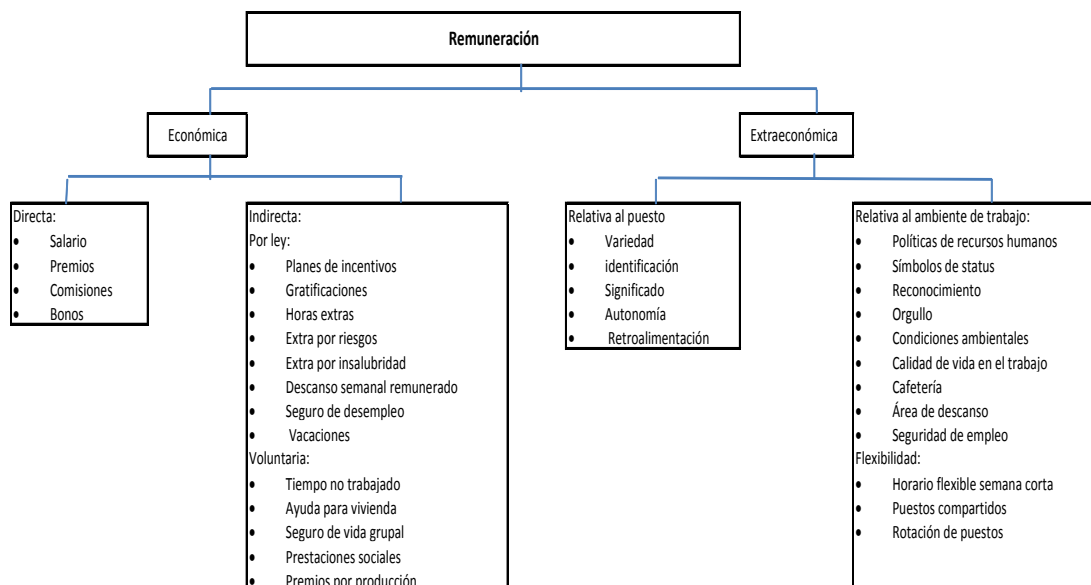 Remuneración
Económica
Extraeconómica
Directa:
• Salario
• Premios
• Comisiones
• Bonos
Indirecta:
Por ley:
• Planes de incentivos
• Gratificaciones
• Horas extras
• Extra por riesgos
• Extra por insalubridad
• Descanso semanal remunerado
• Seguro de desempleo
• Vacaciones
Voluntaria:
• Tiempo no trabajado
• Ayuda para vivienda
• Seguro de vida grupal
• Prestaciones sociales
• Premios por producción
Relativa al puesto
• Variedad
• identificación
• Significado
• Autonomía
• Retroalimentación
Relativa al ambiente de trabajo:
• Políticas de recursos humanos
• Símbolos de status
• Reconocimiento
• Orgullo
• Condiciones ambientales
• Calidad de vida en el trabajo
• Cafetería
• Área de descanso
• Seguridad de empleo
Flexibilidad:
• Horario flexible semana corta
• Puestos compartidos
• Rotación de puestos